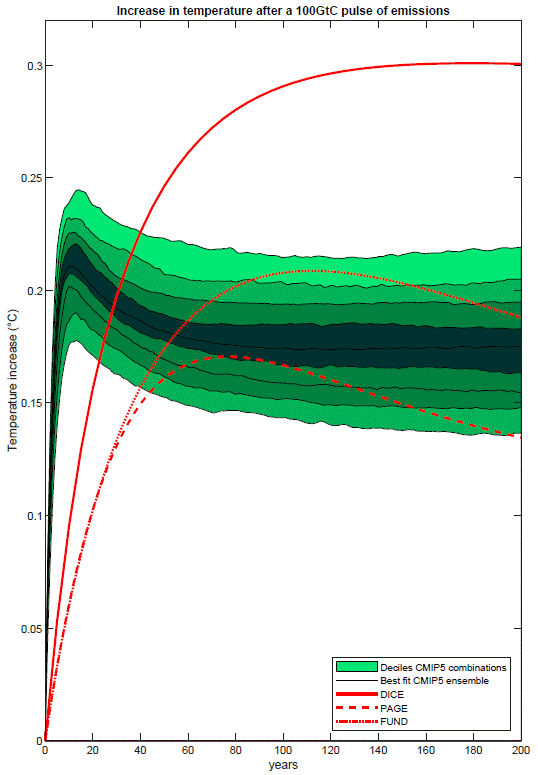 Increase in temperature after a 100GtC pulse of emissions
Temperature increase (°C)
0.3
0.25
0.2
0.15
0.1
0.05
0
0 20 40 60 80 100 120 140 160 180 200
years
Deciles CMIP5 combinations
Best fit CMIP5 ensemble
DICE
PAGE
FUND